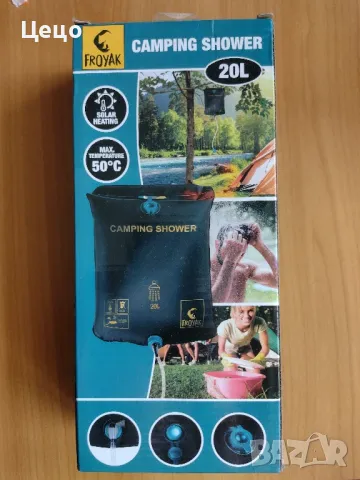 Цецо
FROYAK
CAMPING SHOWER
20L
SOLAR
HEATING
MAX.
TEMPERATURE
50°C
CAMPING SHOWER
20L
FROYAK
BAZAR